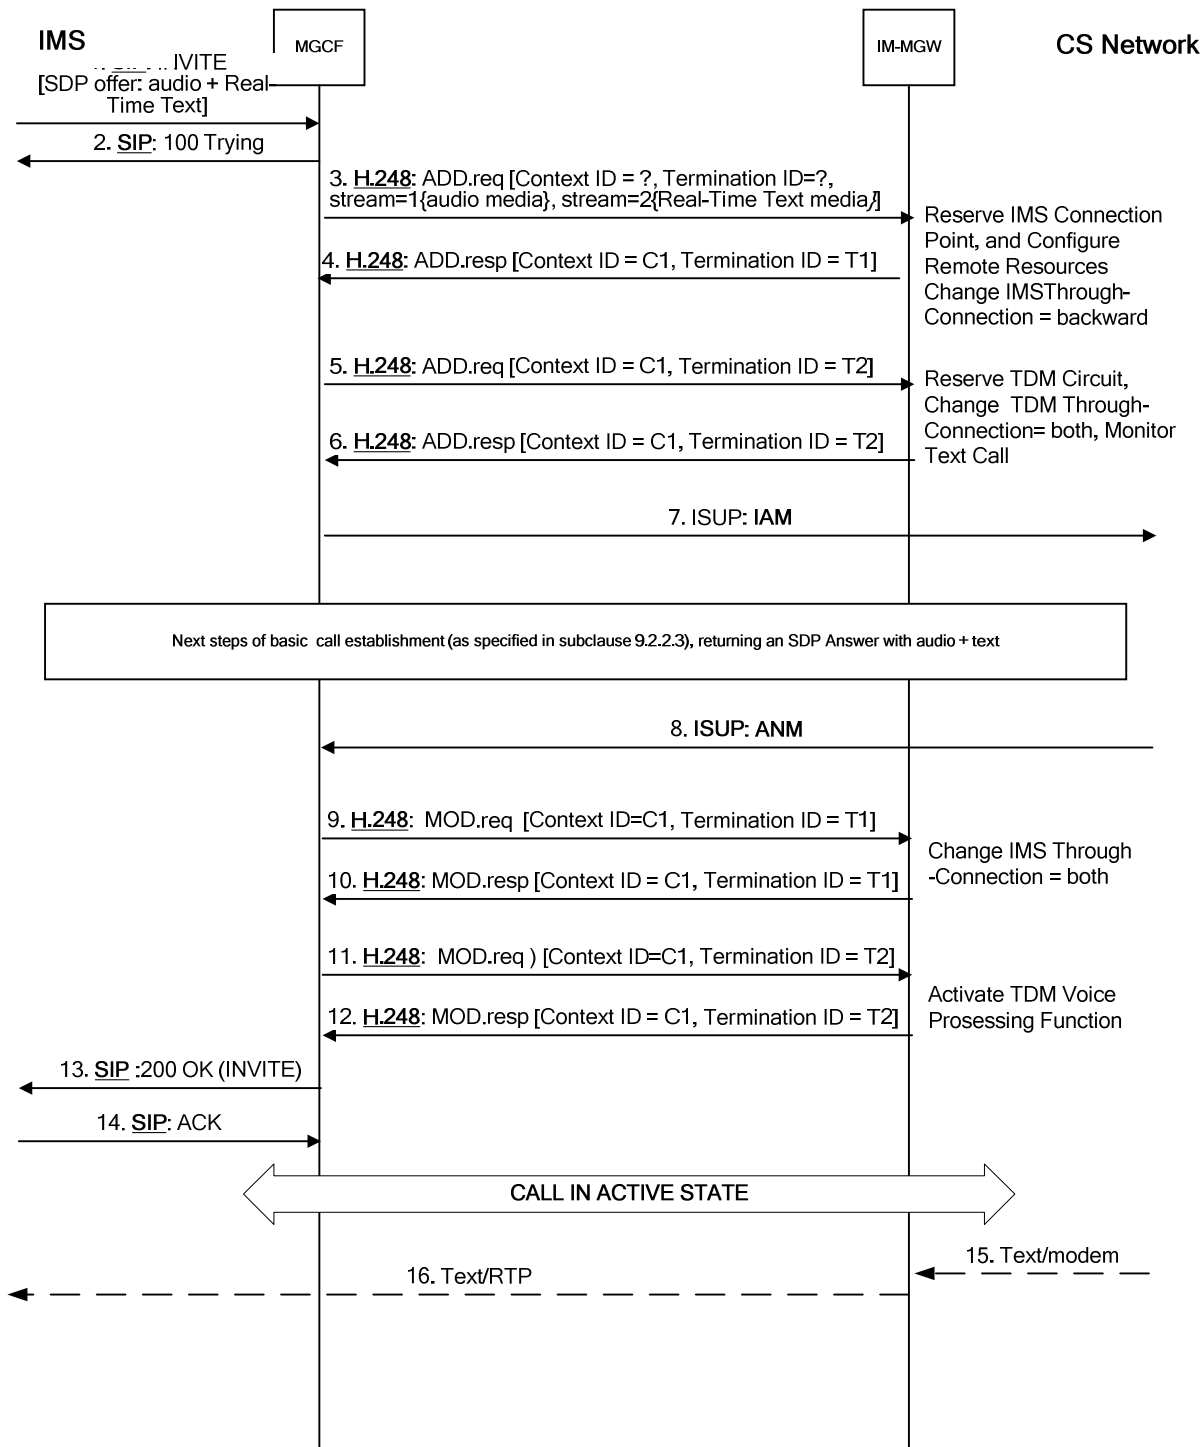 IMS
MGCF
IM-MGW
CS Network
INVITE
[SDP offer: audio + Real-
Time Text]
2. SIP: 100 Trying
3. H.248: ADD.req [Context ID = ?, Termination ID=?,
stream=1{audio media}, stream=2{Real-Time Text media}]
Reserve IMS Connection
Point, and Configure
Remote Resources
Change IMSThrough-
Connection = backward
4. H.248: ADD.resp [Context ID = C1, Termination ID = T1]
5. H.248: ADD.req [Context ID = C1, Termination ID = T2]
Reserve TDM Circuit,
Change TDM Through-
Connection= both, Monitor
Text Call
6. H.248: ADD.resp [Context ID = C1, Termination ID = T2]
7. ISUP: IAM
Next steps of basic call establishment (as specified in subclause 9.2.2.3), returning an SDP Answer with audio + text
8. ISUP: ANM
9. H.248: MOD.req [Context ID=C1, Termination ID = T1]
Change IMS Through
-Connection = both
10. H.248: MOD.resp [Context ID = C1, Termination ID = T1]
11. H.248: MOD.req ) [Context ID=C1, Termination ID = T2]
Activate TDM Voice
Prosessing Function
12. H.248: MOD.resp [Context ID = C1, Termination ID = T2]
13. SIP :200 OK (INVITE)
14. SIP: ACK
CALL IN ACTIVE STATE
15. Text/modem
16. Text/RTP